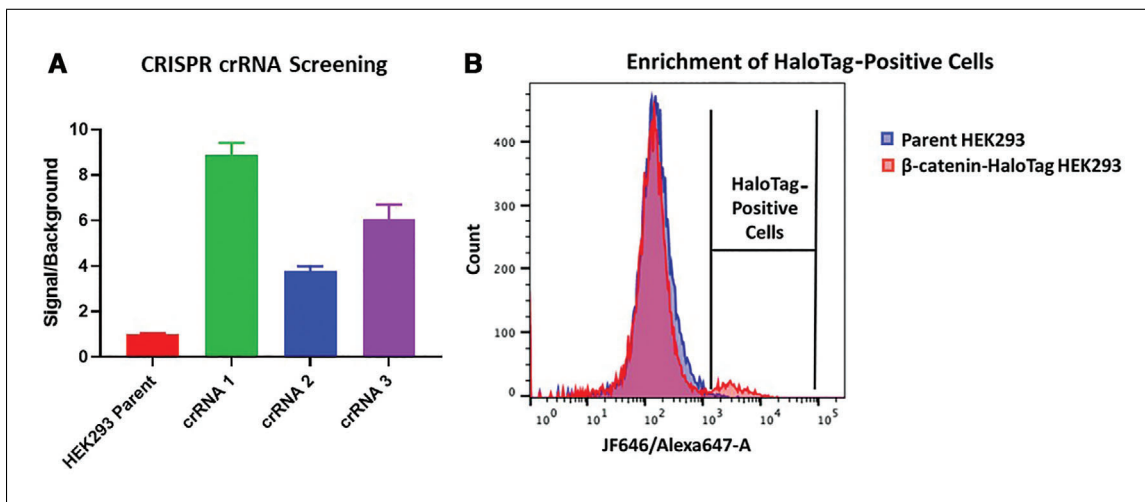 A
CRISPR crRNA Screening
Signal/Background
10
8
6
4
2
0
HEK293 Parent
crRNA 1
crRNA 2
crRNA 3
B
Enrichment of HaloTag-Positive Cells
Count
400
300
200
100
0
HaloTag-
Positive
Cells
10^0 10^1 10^2 10^3 10^4 10^5
JF646/Alexa647-A
Parent HEK293
β-catenin-HaloTag HEK293